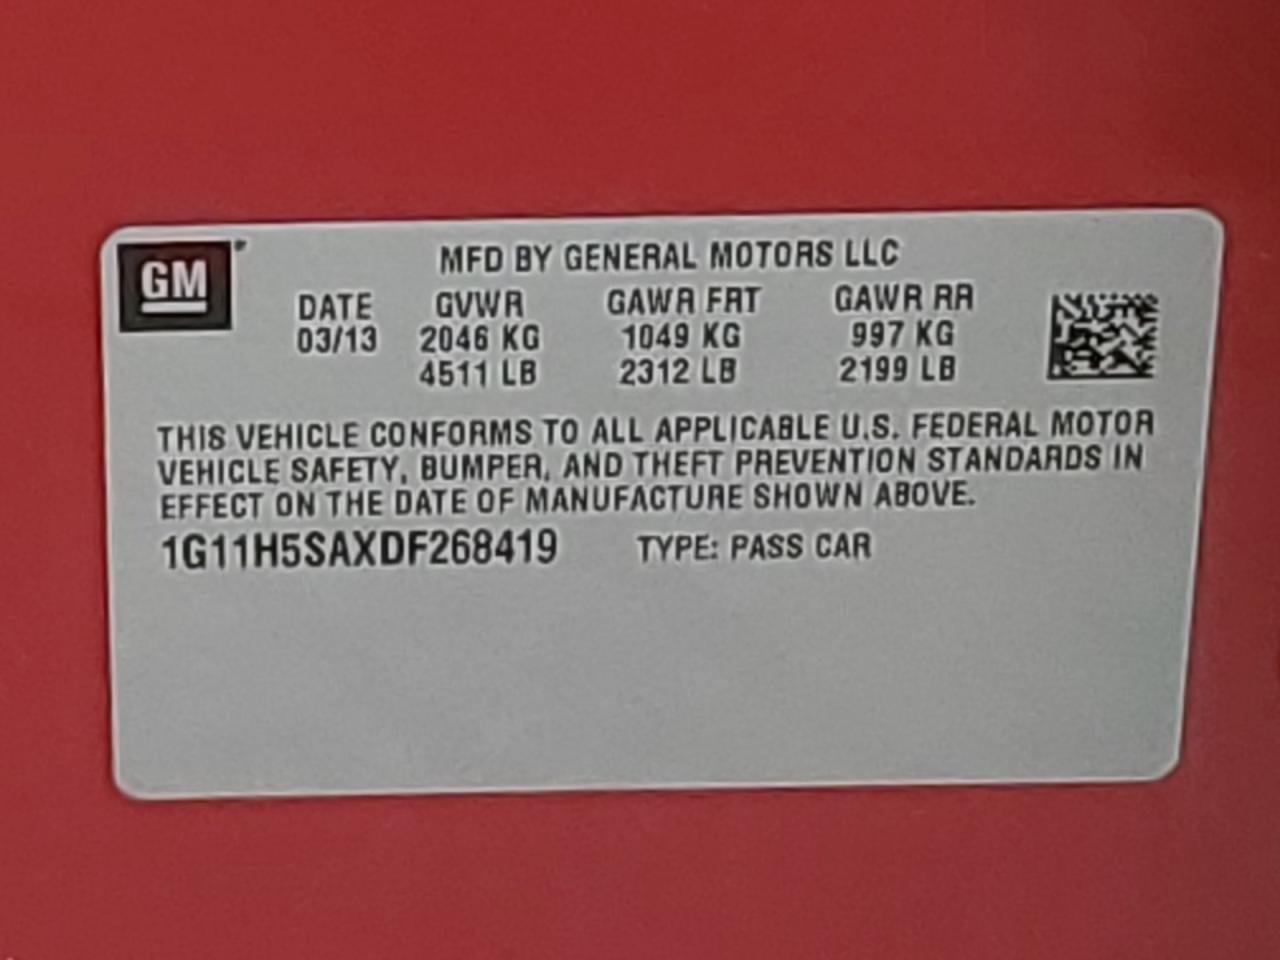 GM
MFD BY GENERAL MOTORS LLC
DATE GVWR GAWR FRT GAWR RR
03/13 2046 KG 1049 KG 997 KG
4511 LB 2312 LB 2199 LB
THIS VEHICLE CONFORMS TO ALL APPLICABLE U.S. FEDERAL MOTOR
VEHICLE SAFETY, BUMPER, AND THEFT PREVENTION STANDARDS IN
EFFECT ON THE DATE OF MANUFACTURE SHOWN ABOVE.
1G11H5SAXDF268419 TYPE: PASS CAR